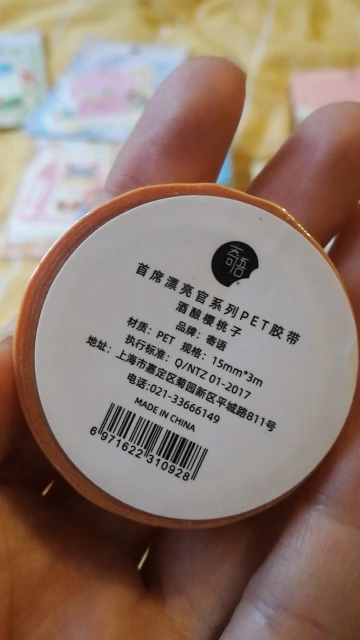 奇语
首席漂亮官系列PET胶带
酒酿樱桃子
品牌：寄语
材质：PET 规格：15mm*3m
执行标准：Q/NTZ 01-2017
地址：上海市嘉定区菊园新区平城路811号
电话:021-33666149
MADE IN CHINA
6 971622 310928